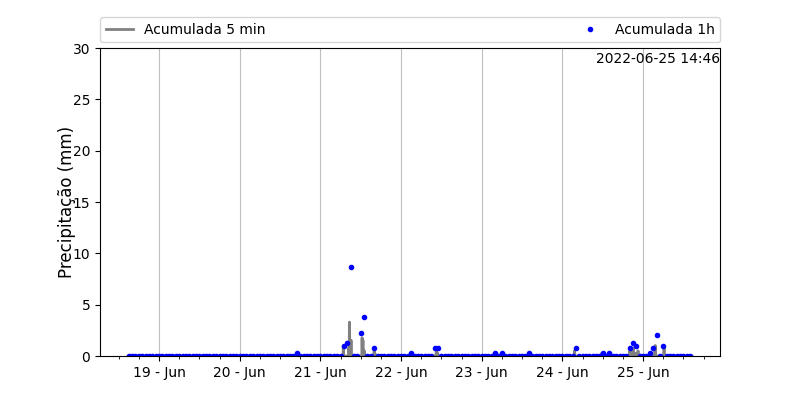 Acumulada 5 min Acumulada 1h
2022-06-25 14:46
Precipitação (mm)
30
25
20
15
10
5
0
19 - Jun 20 - Jun 21 - Jun 22 - Jun 23 - Jun 24 - Jun 25 - Jun